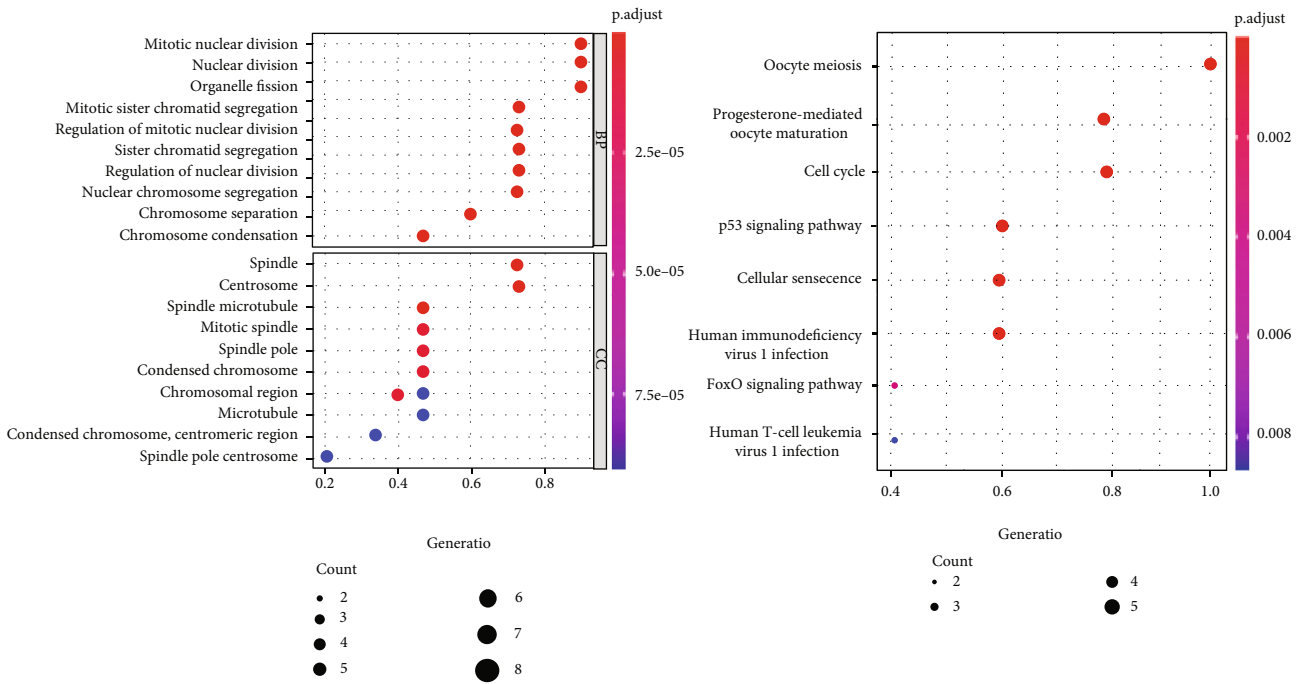 p.adjust
Mitotic nuclear division
Nuclear division
Organelle fission
Mitotic sister chromatid segregation
Regulation of mitotic nuclear division
Sister chromatid segregation
Regulation of nuclear division
Nuclear chromosome segregation
Chromosome separation
Chromosome condensation
BP
Spindle
Centrosome
Spindle microtubule
Mitotic spindle
Spindle pole
Condensed chromosome
Chromosomal region
Microtubule
Condensed chromosome, centromeric region
Spindle pole centrosome
CC
2.5e–05
5.0e–05
7.5e–05
0.2 0.4 0.6 0.8
Generatio
Count
2
3
4
5
6
7
8
p.adjust
Oocyte meiosis
Progesterone-mediated
oocyte maturation
Cell cycle
p53 signaling pathway
Cellular sensecence
Human immunodeficiency
virus 1 infection
FoxO signaling pathway
Human T-cell leukemia
virus 1 infection
0.002
0.004
0.006
0.008
0.4 0.6 0.8 1.0
Generatio
Count
2
3
4
5